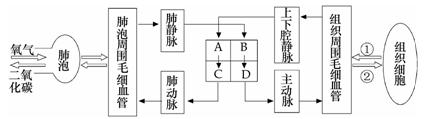 氧气
二氧
化碳
肺泡
肺泡周围毛细血管
肺静脉
肺动脉
A
B
C
D
上下腔静脉
主动脉
组织周围毛细血管
①
②
组织细胞